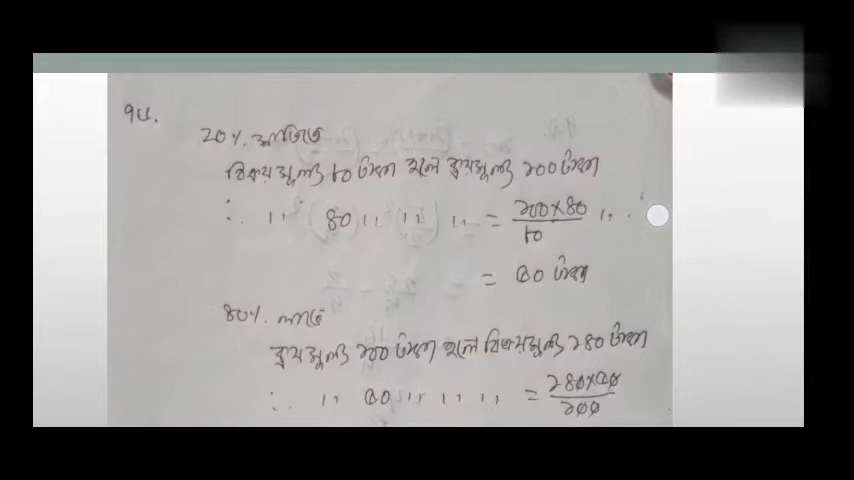 ৭৫.
২০%. ক্ষতিতে
বিক্রয়মূল্য ৮০ টাকা হলে ক্রয়মূল্য ১০০ টাকা
∴ ,, ৪০ ,, ,, ,, = ১০০×৪০/৮০ ,,
= ৫০ টাকা
৪০%. লাভে
ক্রয়মূল্য ১০০ টাকা হলে বিক্রয়মূল্য ১৪০ টাকা
∴ ,, ৫০ ,, ,, ,, = ১৪০×৫০/১০০